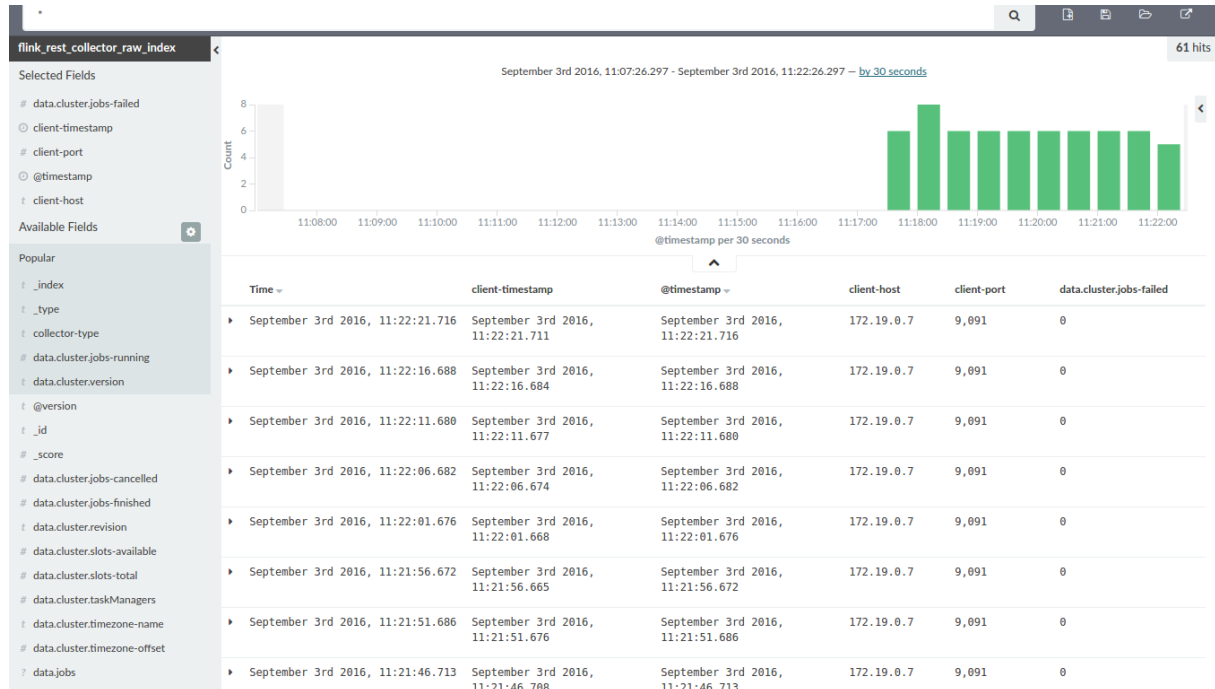 *
flink_rest_collector_raw_index
61 hits
Selected Fields
# data.cluster.jobs-failed
client-timestamp
# client-port
@timestamp
t client-host
Available Fields
Popular
t _index
t _type
t collector-type
# data.cluster.jobs-running
t data.cluster.version
t @version
t _id
# _score
# data.cluster.jobs-cancelled
# data.cluster.jobs-finished
t data.cluster.revision
# data.cluster.slots-available
# data.cluster.slots-total
# data.cluster.taskManagers
t data.cluster.timezone-name
# data.cluster.timezone-offset
? data.jobs
September 3rd 2016, 11:07:26.297 - September 3rd 2016, 11:22:26.297 — by 30 seconds
Count
8
6
4
2
0
11:08:00 11:09:00 11:10:00 11:11:00 11:12:00 11:13:00 11:14:00 11:15:00 11:16:00 11:17:00 11:18:00 11:19:00 11:20:00 11:21:00 11:22:00
@timestamp per 30 seconds
Time client-timestamp @timestamp client-host client-port data.cluster.jobs-failed
September 3rd 2016, 11:22:21.716 September 3rd 2016, September 3rd 2016, 172.19.0.7 9,091 0
11:22:21.711 11:22:21.716
September 3rd 2016, 11:22:16.688 September 3rd 2016, September 3rd 2016, 172.19.0.7 9,091 0
11:22:16.684 11:22:16.688
September 3rd 2016, 11:22:11.680 September 3rd 2016, September 3rd 2016, 172.19.0.7 9,091 0
11:22:11.677 11:22:11.680
September 3rd 2016, 11:22:06.682 September 3rd 2016, September 3rd 2016, 172.19.0.7 9,091 0
11:22:06.674 11:22:06.682
September 3rd 2016, 11:22:01.676 September 3rd 2016, September 3rd 2016, 172.19.0.7 9,091 0
11:22:01.668 11:22:01.676
September 3rd 2016, 11:21:56.672 September 3rd 2016, September 3rd 2016, 172.19.0.7 9,091 0
11:21:56.665 11:21:56.672
September 3rd 2016, 11:21:51.686 September 3rd 2016, September 3rd 2016, 172.19.0.7 9,091 0
11:21:51.676 11:21:51.686
September 3rd 2016, 11:21:46.713 September 3rd 2016, September 3rd 2016, 172.19.0.7 9,091 0
11:21:46.708 11:21:46.713